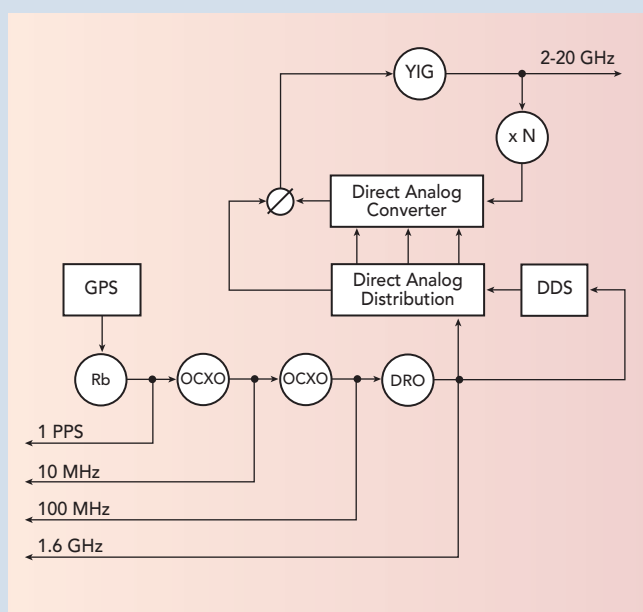 YIG
2-20 GHz
x N
Direct Analog
Converter
GPS
Direct Analog
Distribution
DDS
Rb
OCXO
OCXO
DRO
1 PPS
10 MHz
100 MHz
1.6 GHz